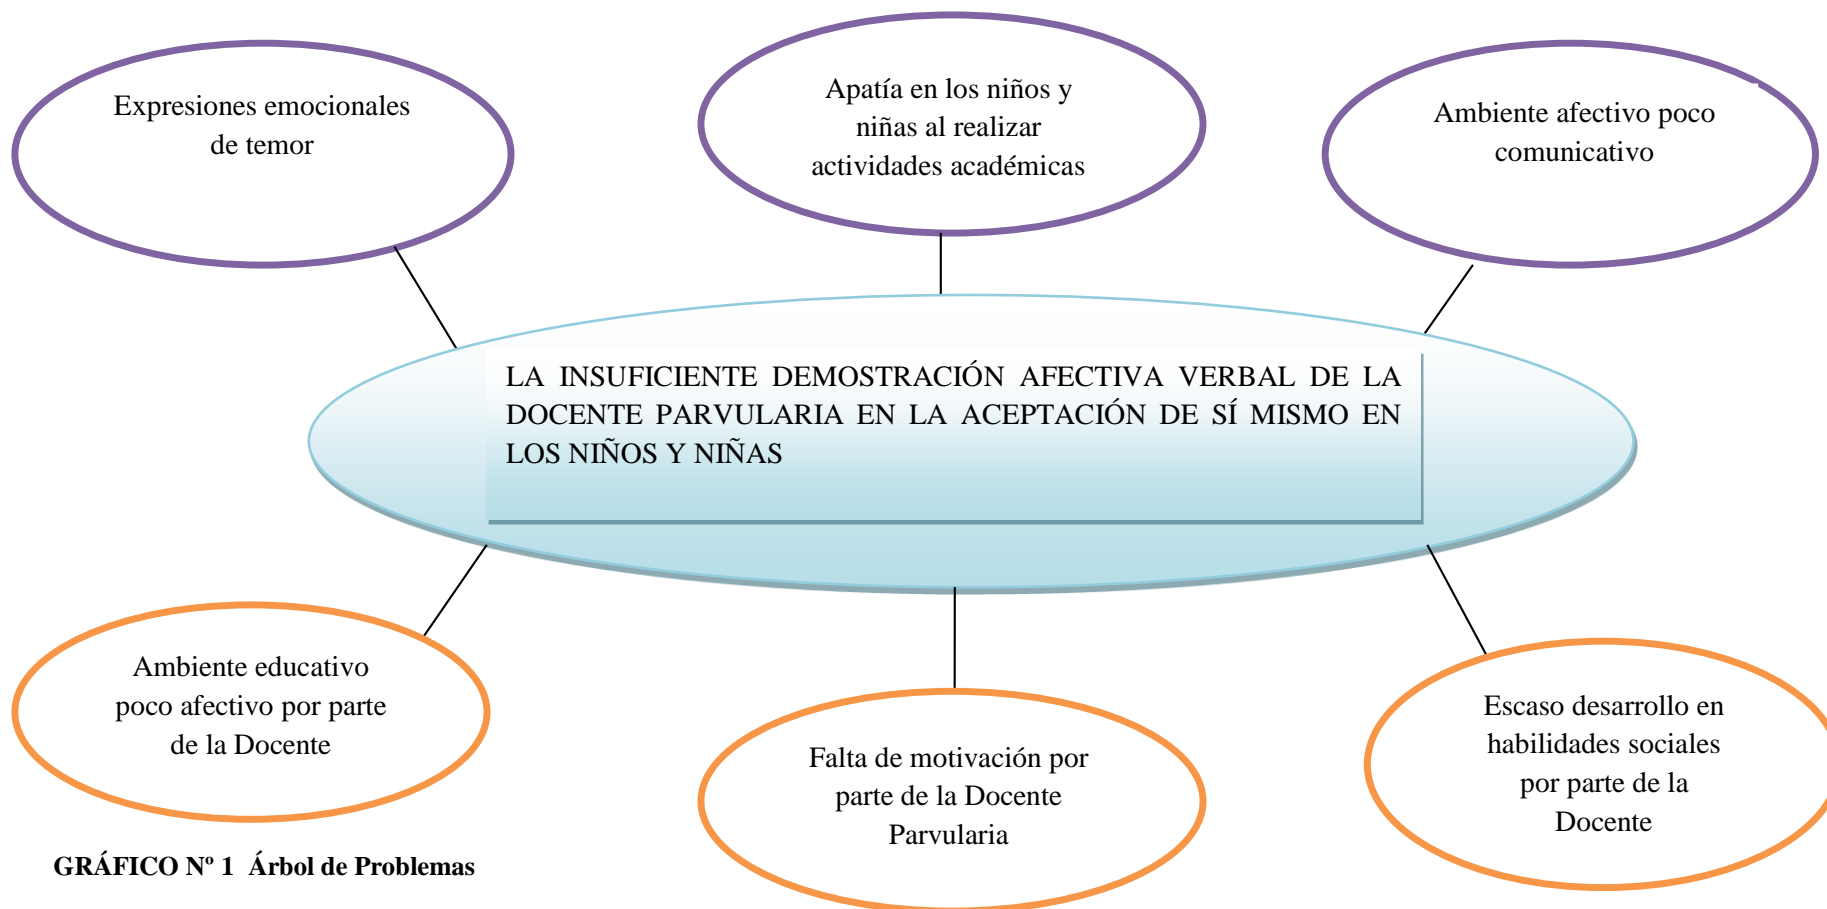 Expresiones emocionales
de temor
Apatía en los niños y
niñas al realizar
actividades académicas
Ambiente afectivo poco
comunicativo
LA INSUFICIENTE DEMOSTRACIÓN AFECTIVA VERBAL DE LA
DOCENTE PARVULARIA EN LA ACEPTACIÓN DE SÍ MISMO EN
LOS NIÑOS Y NIÑAS
Ambiente educativo
poco afectivo por parte
de la Docente
Falta de motivación por
parte de la Docente
Parvularia
Escaso desarrollo en
habilidades sociales
por parte de la
Docente
GRÁFICO Nº 1 Árbol de Problemas